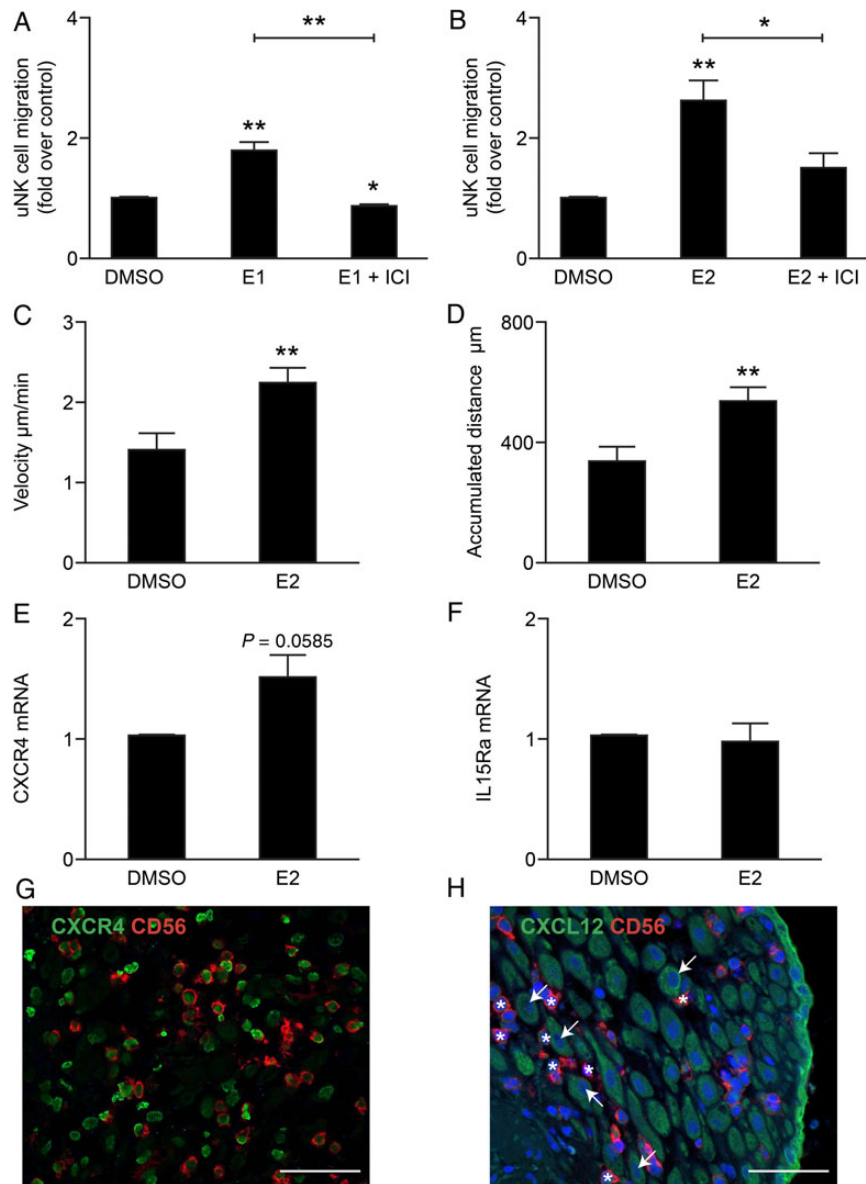 A
uNK cell migration
(fold over control)
4
2
0
**
**
*
DMSO
E1
E1 + ICI
B
uNK cell migration
(fold over control)
4
2
0
*
**
DMSO
E2
E2 + ICI
C
Velocity µm/min
3
2
1
0
**
DMSO
E2
D
Accumulated distance µm
800
400
0
**
DMSO
E2
E
CXCR4 mRNA
2
1
0
P = 0.0585
DMSO
E2
F
IL15Ra mRNA
2
1
0
DMSO
E2
G
CXCR4 CD56
H
CXCL12 CD56
* * * * * * * *